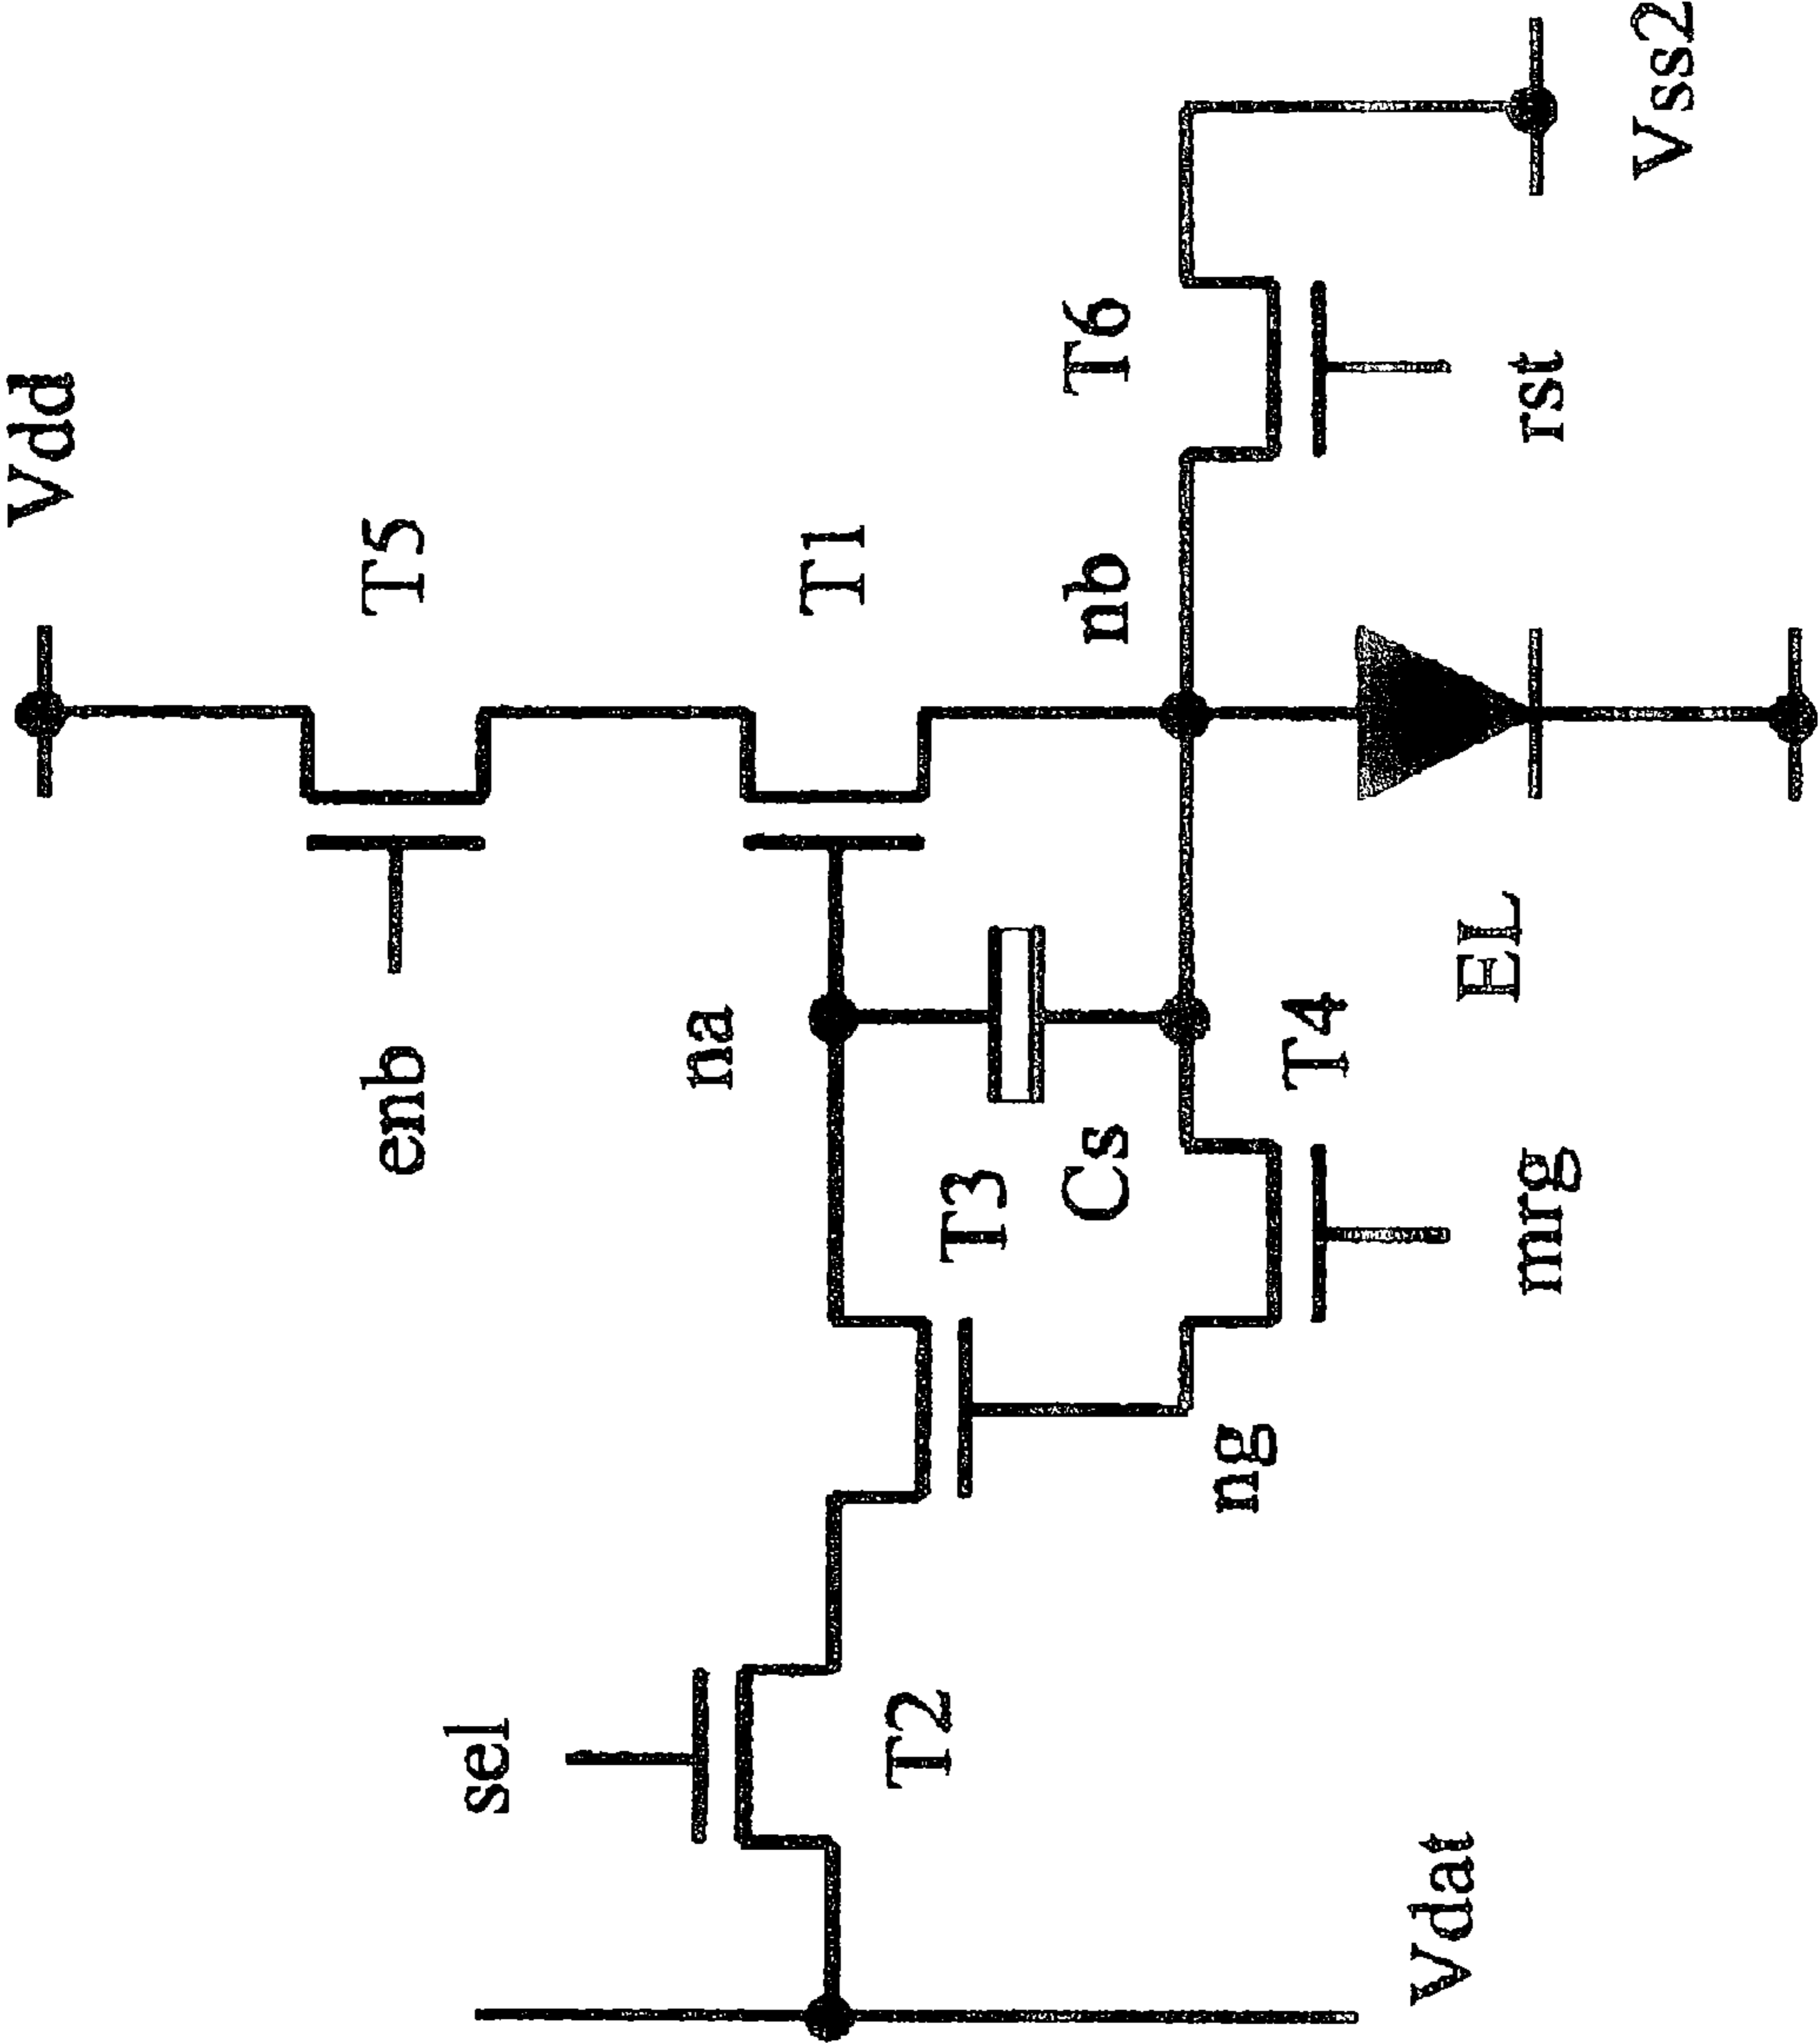 Vdd
T5
enb
T1
na
sel
T3
Cs
nb
T6
T2
ng
T4
mrg
EL
rst
Vdat
Vss2